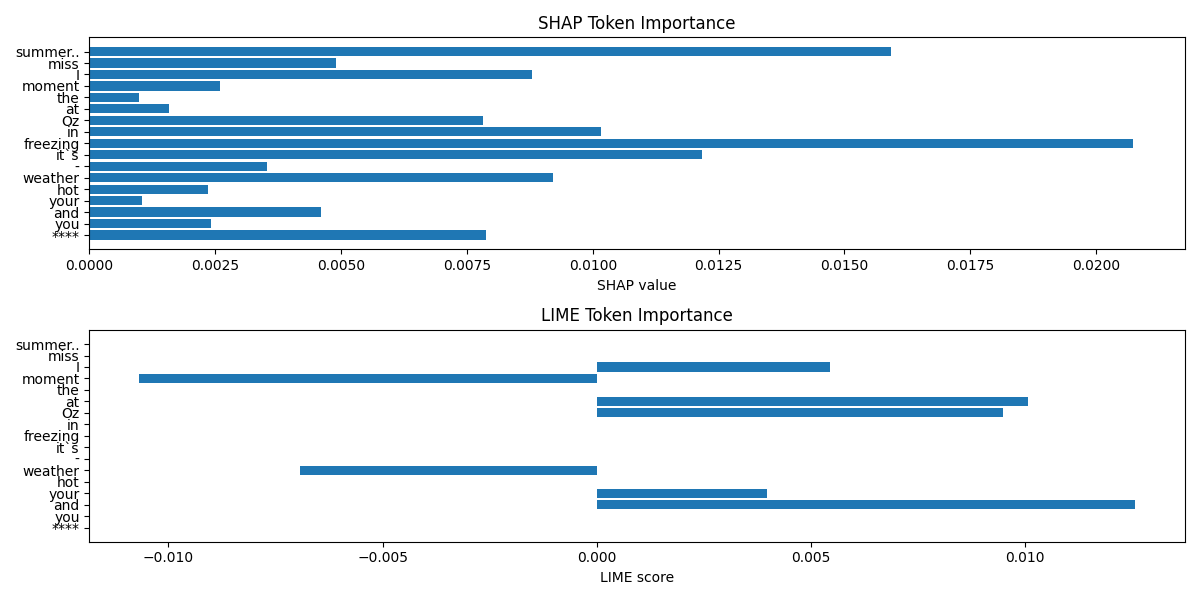 SHAP Token Importance
summer..
miss
I
moment
the
at
Qz
in
freezing
it`s
-
weather
hot
your
and
you
****
0.0000 0.0025 0.0050 0.0075 0.0100 0.0125 0.0150 0.0175 0.0200
SHAP value
LIME Token Importance
summer..
miss
I
moment
the
at
Qz
in
freezing
it`s
-
weather
hot
your
and
you
****
−0.010 −0.005 0.000 0.005 0.010
LIME score